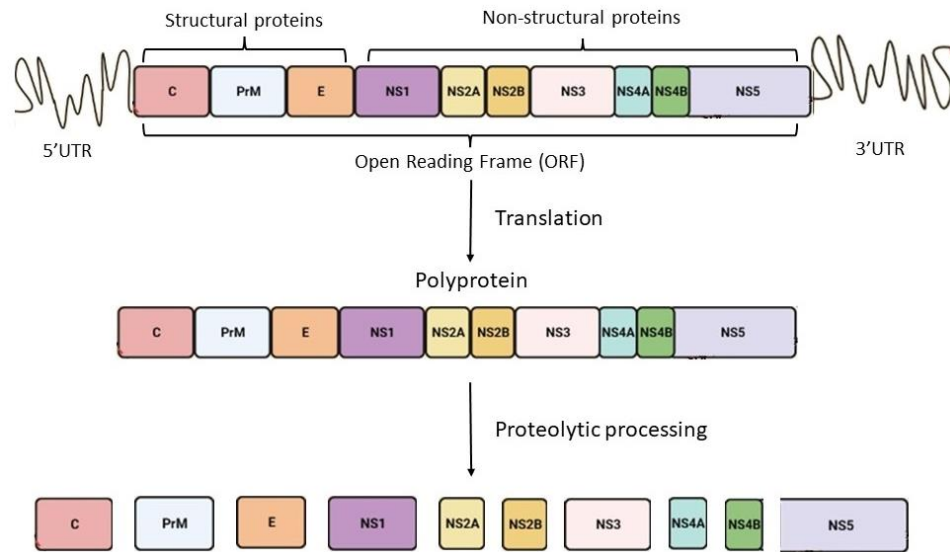 Structural proteins
Non-structural proteins
C PrM E NS1 NS2A NS2B NS3 NS4A NS4B NS5
5’UTR
3’UTR
Open Reading Frame (ORF)
Translation
Polyprotein
C PrM E NS1 NS2A NS2B NS3 NS4A NS4B NS5
Proteolytic processing
C PrM E NS1 NS2A NS2B NS3 NS4A NS4B NS5